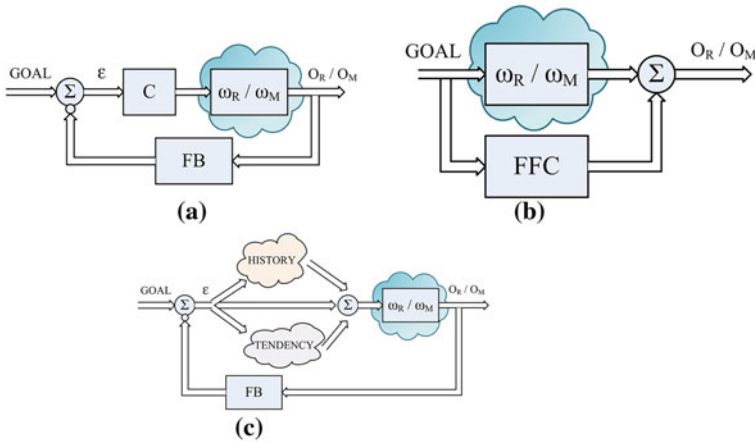 GOAL Σ ε C ω_R / ω_M O_R / O_M
FB
(a)
GOAL ω_R / ω_M Σ O_R / O_M
FFC
(b)
HISTORY
GOAL Σ ε Σ ω_R / ω_M O_R / O_M
TENDENCY
FB
(c)